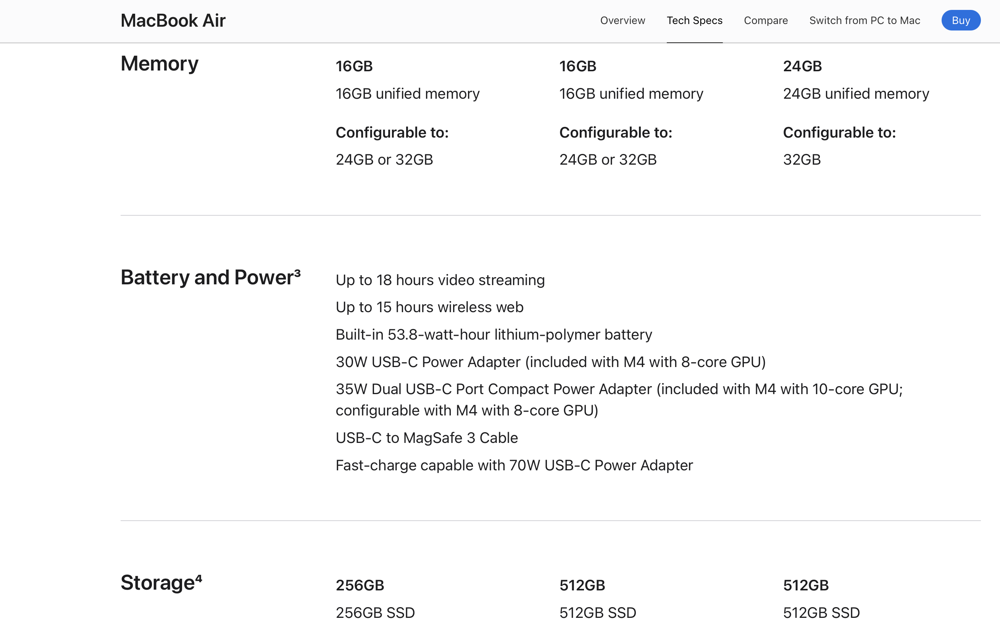 MacBook Air
Overview
Tech Specs
Compare
Switch from PC to Mac
Buy
Memory
16GB
16GB unified memory
Configurable to:
24GB or 32GB
16GB
16GB unified memory
Configurable to:
24GB or 32GB
24GB
24GB unified memory
Configurable to:
32GB
Battery and Power³
Up to 18 hours video streaming
Up to 15 hours wireless web
Built-in 53.8-watt-hour lithium-polymer battery
30W USB-C Power Adapter (included with M4 with 8-core GPU)
35W Dual USB-C Port Compact Power Adapter (included with M4 with 10-core GPU;
configurable with M4 with 8-core GPU)
USB-C to MagSafe 3 Cable
Fast-charge capable with 70W USB-C Power Adapter
Storage⁴
256GB
256GB SSD
512GB
512GB SSD
512GB
512GB SSD